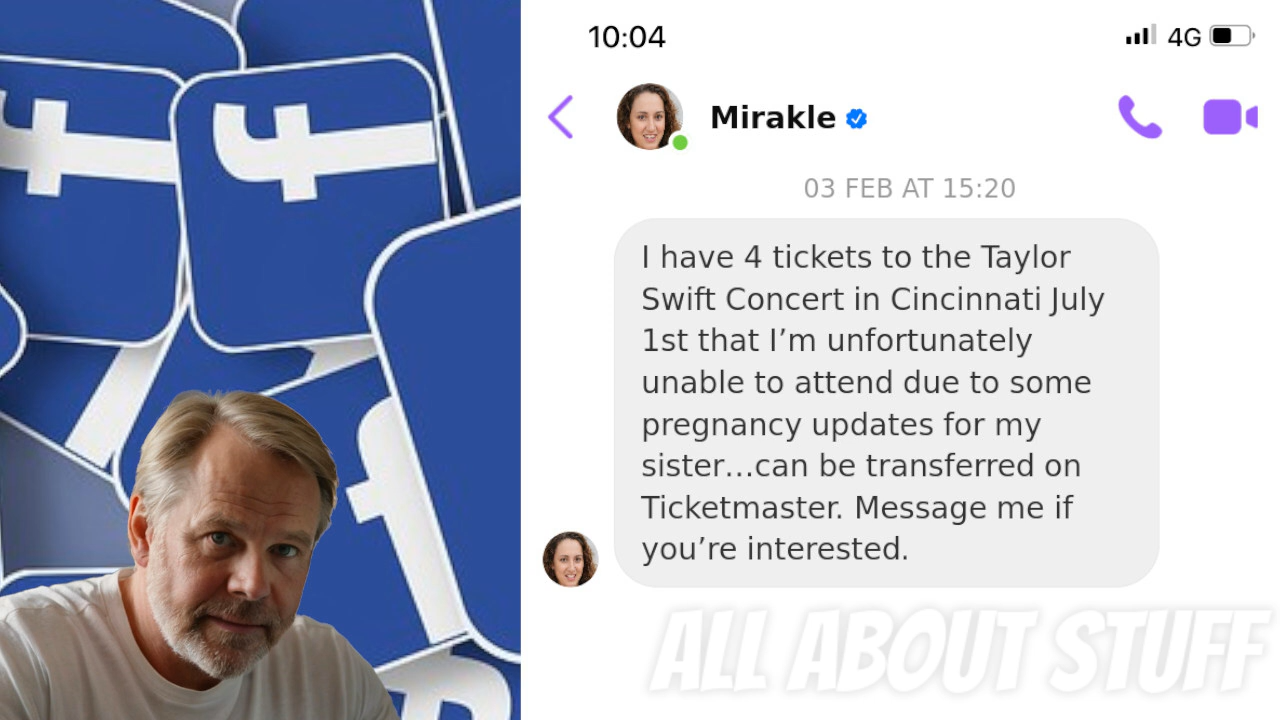 10:04
4G
Mirakle
03 FEB AT 15:20
I have 4 tickets to the Taylor
Swift Concert in Cincinnati July
1st that I’m unfortunately
unable to attend due to some
pregnancy updates for my
sister...can be transferred on
Ticketmaster. Message me if
you’re interested.
ALL ABOUT STUFF